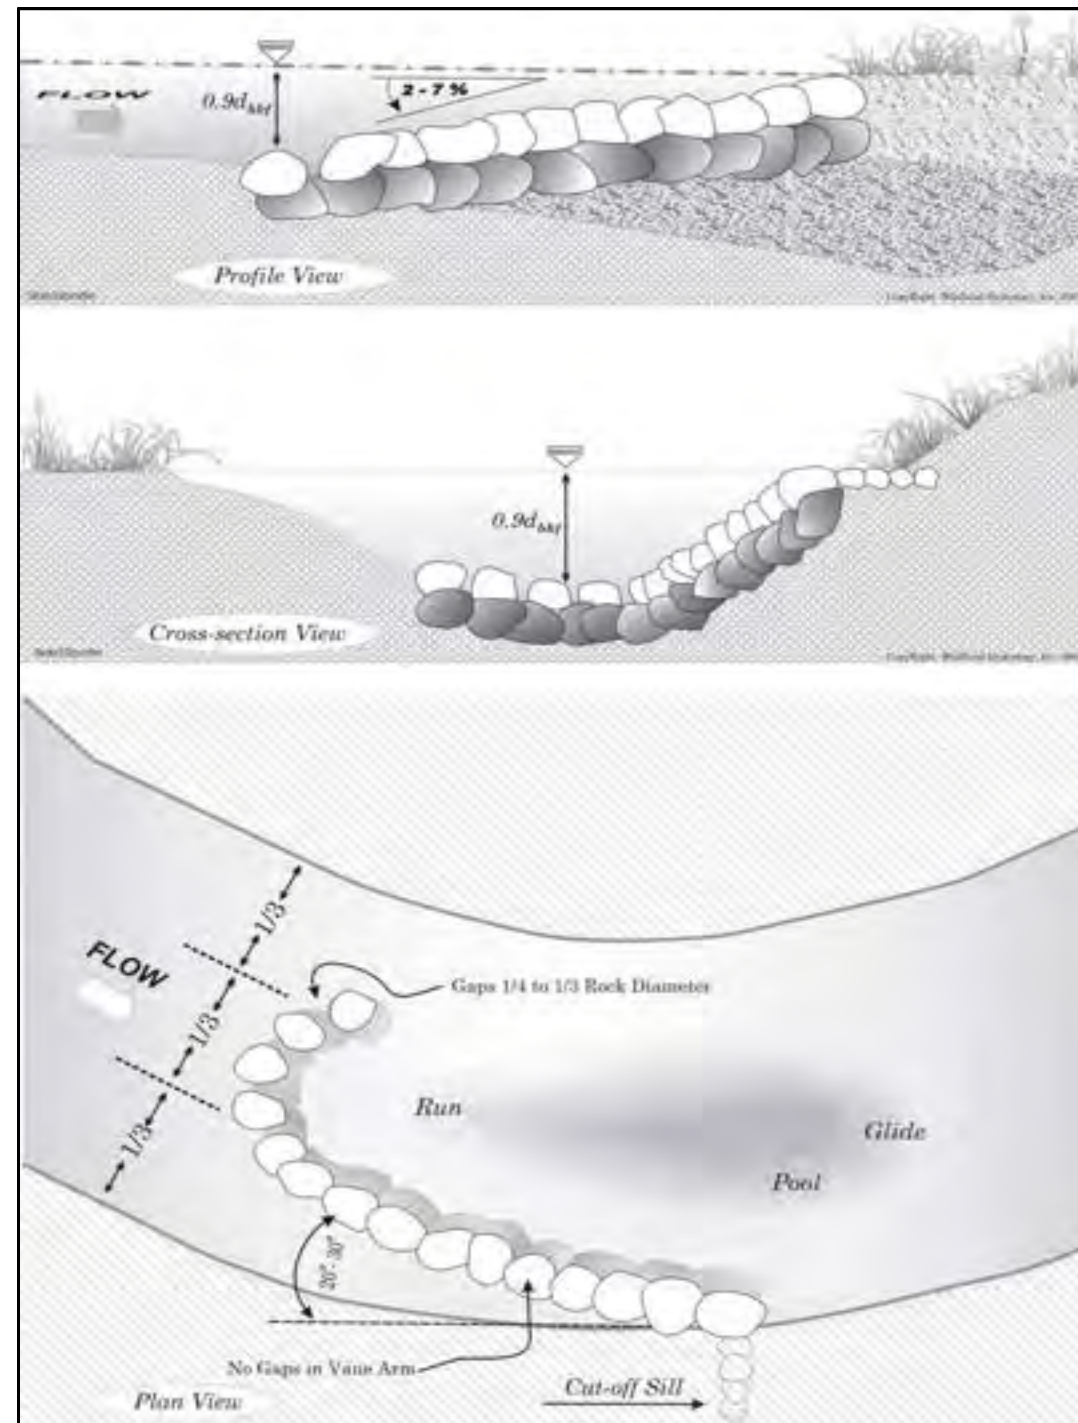 FLOW
0.9dbkf
2 - 7 %
Profile View
0.9dbkf
Cross-section View
1/3
FLOW
Gaps 1/4 to 1/3 Rock Diameter
1/3
Run
1/3
Glide
Pool
20°- 30°
No Gaps in Vane Arm
Cut-off Sill
Plan View